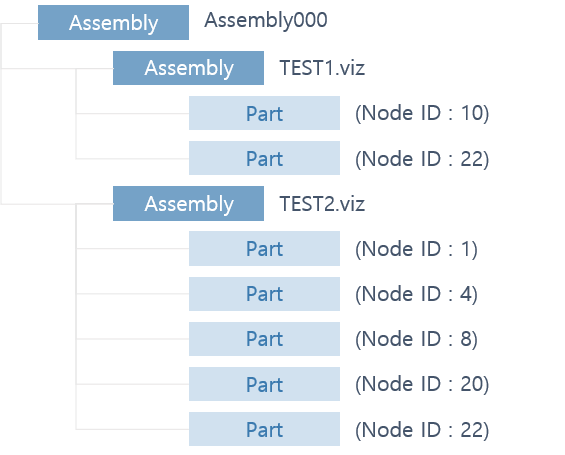 Assembly Assembly000
Assembly TEST1.viz
Part (Node ID : 10)
Part (Node ID : 22)
Assembly TEST2.viz
Part (Node ID : 1)
Part (Node ID : 4)
Part (Node ID : 8)
Part (Node ID : 20)
Part (Node ID : 22)